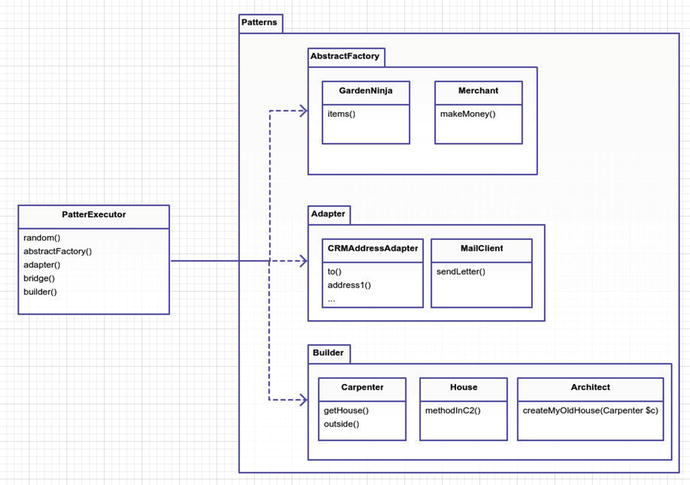 Patterns
AbstractFactory
GardenNinja
items()
Merchant
makeMoney()
PatterExecutor
random()
abstractFactory()
adapter()
bridge()
builder()
Adapter
CRMAddressAdapter
to()
address1()
...
MailClient
sendLetter()
Builder
Carpenter
getHouse()
outside()
House
methodInC2()
Architect
createMyOldHouse(Carpenter $c)